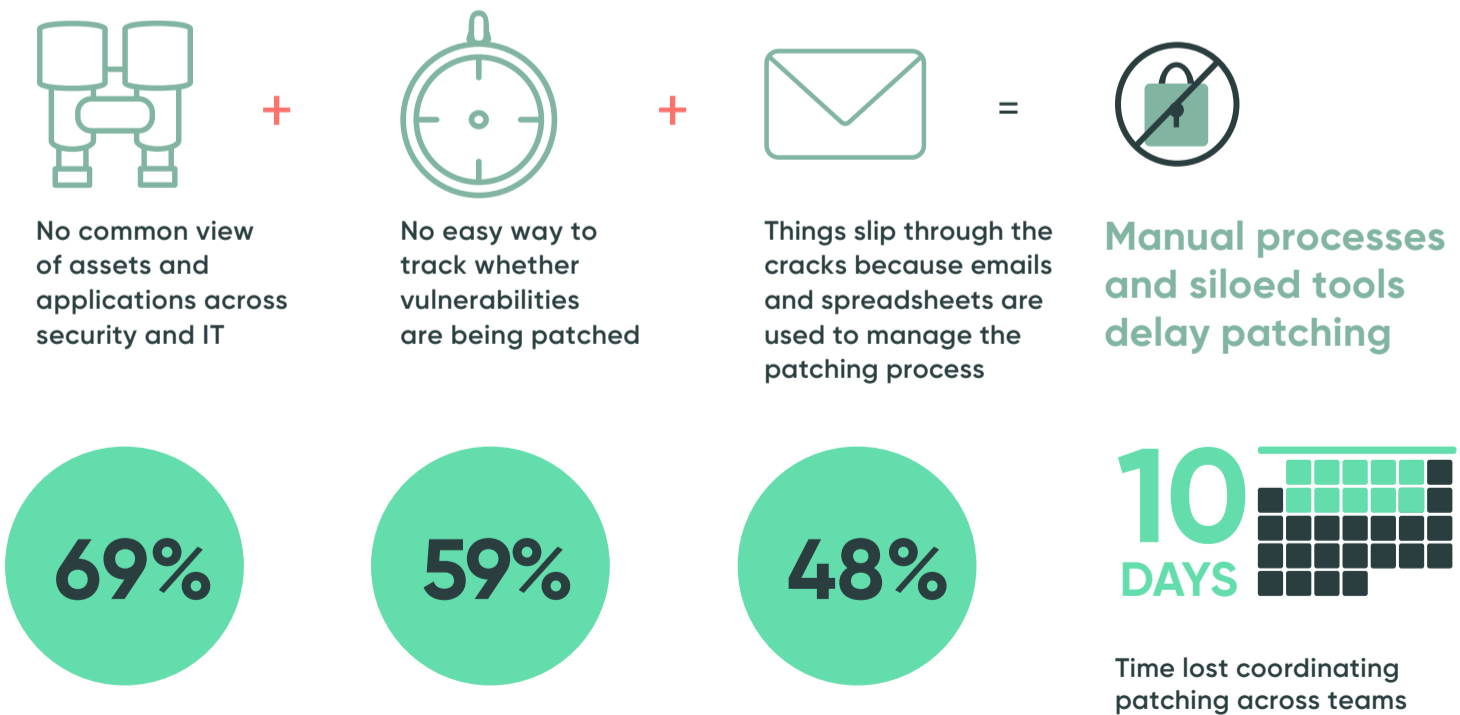 +
+
=
No common view
of assets and
applications across
security and IT
No easy way to
track whether
vulnerabilities
are being patched
Things slip through the
cracks because emails
and spreadsheets are
used to manage the
patching process
Manual processes
and siloed tools
delay patching
69%
59%
48%
10
DAYS
Time lost coordinating
patching across teams